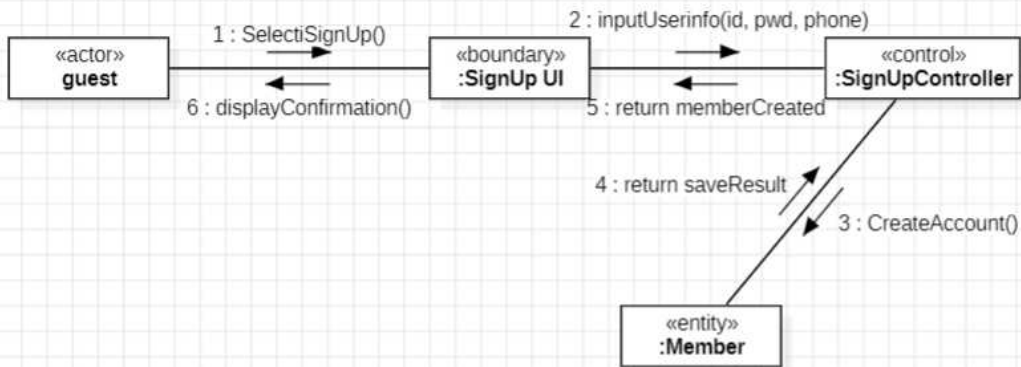 1 : SelectiSignUp()
2 : inputUserinfo(id, pwd, phone)
«actor»
guest
«boundary»
:SignUp UI
«control»
:SignUpController
6 : displayConfirmation()
5 : return memberCreated
4 : return saveResult
3 : CreateAccount()
«entity»
:Member